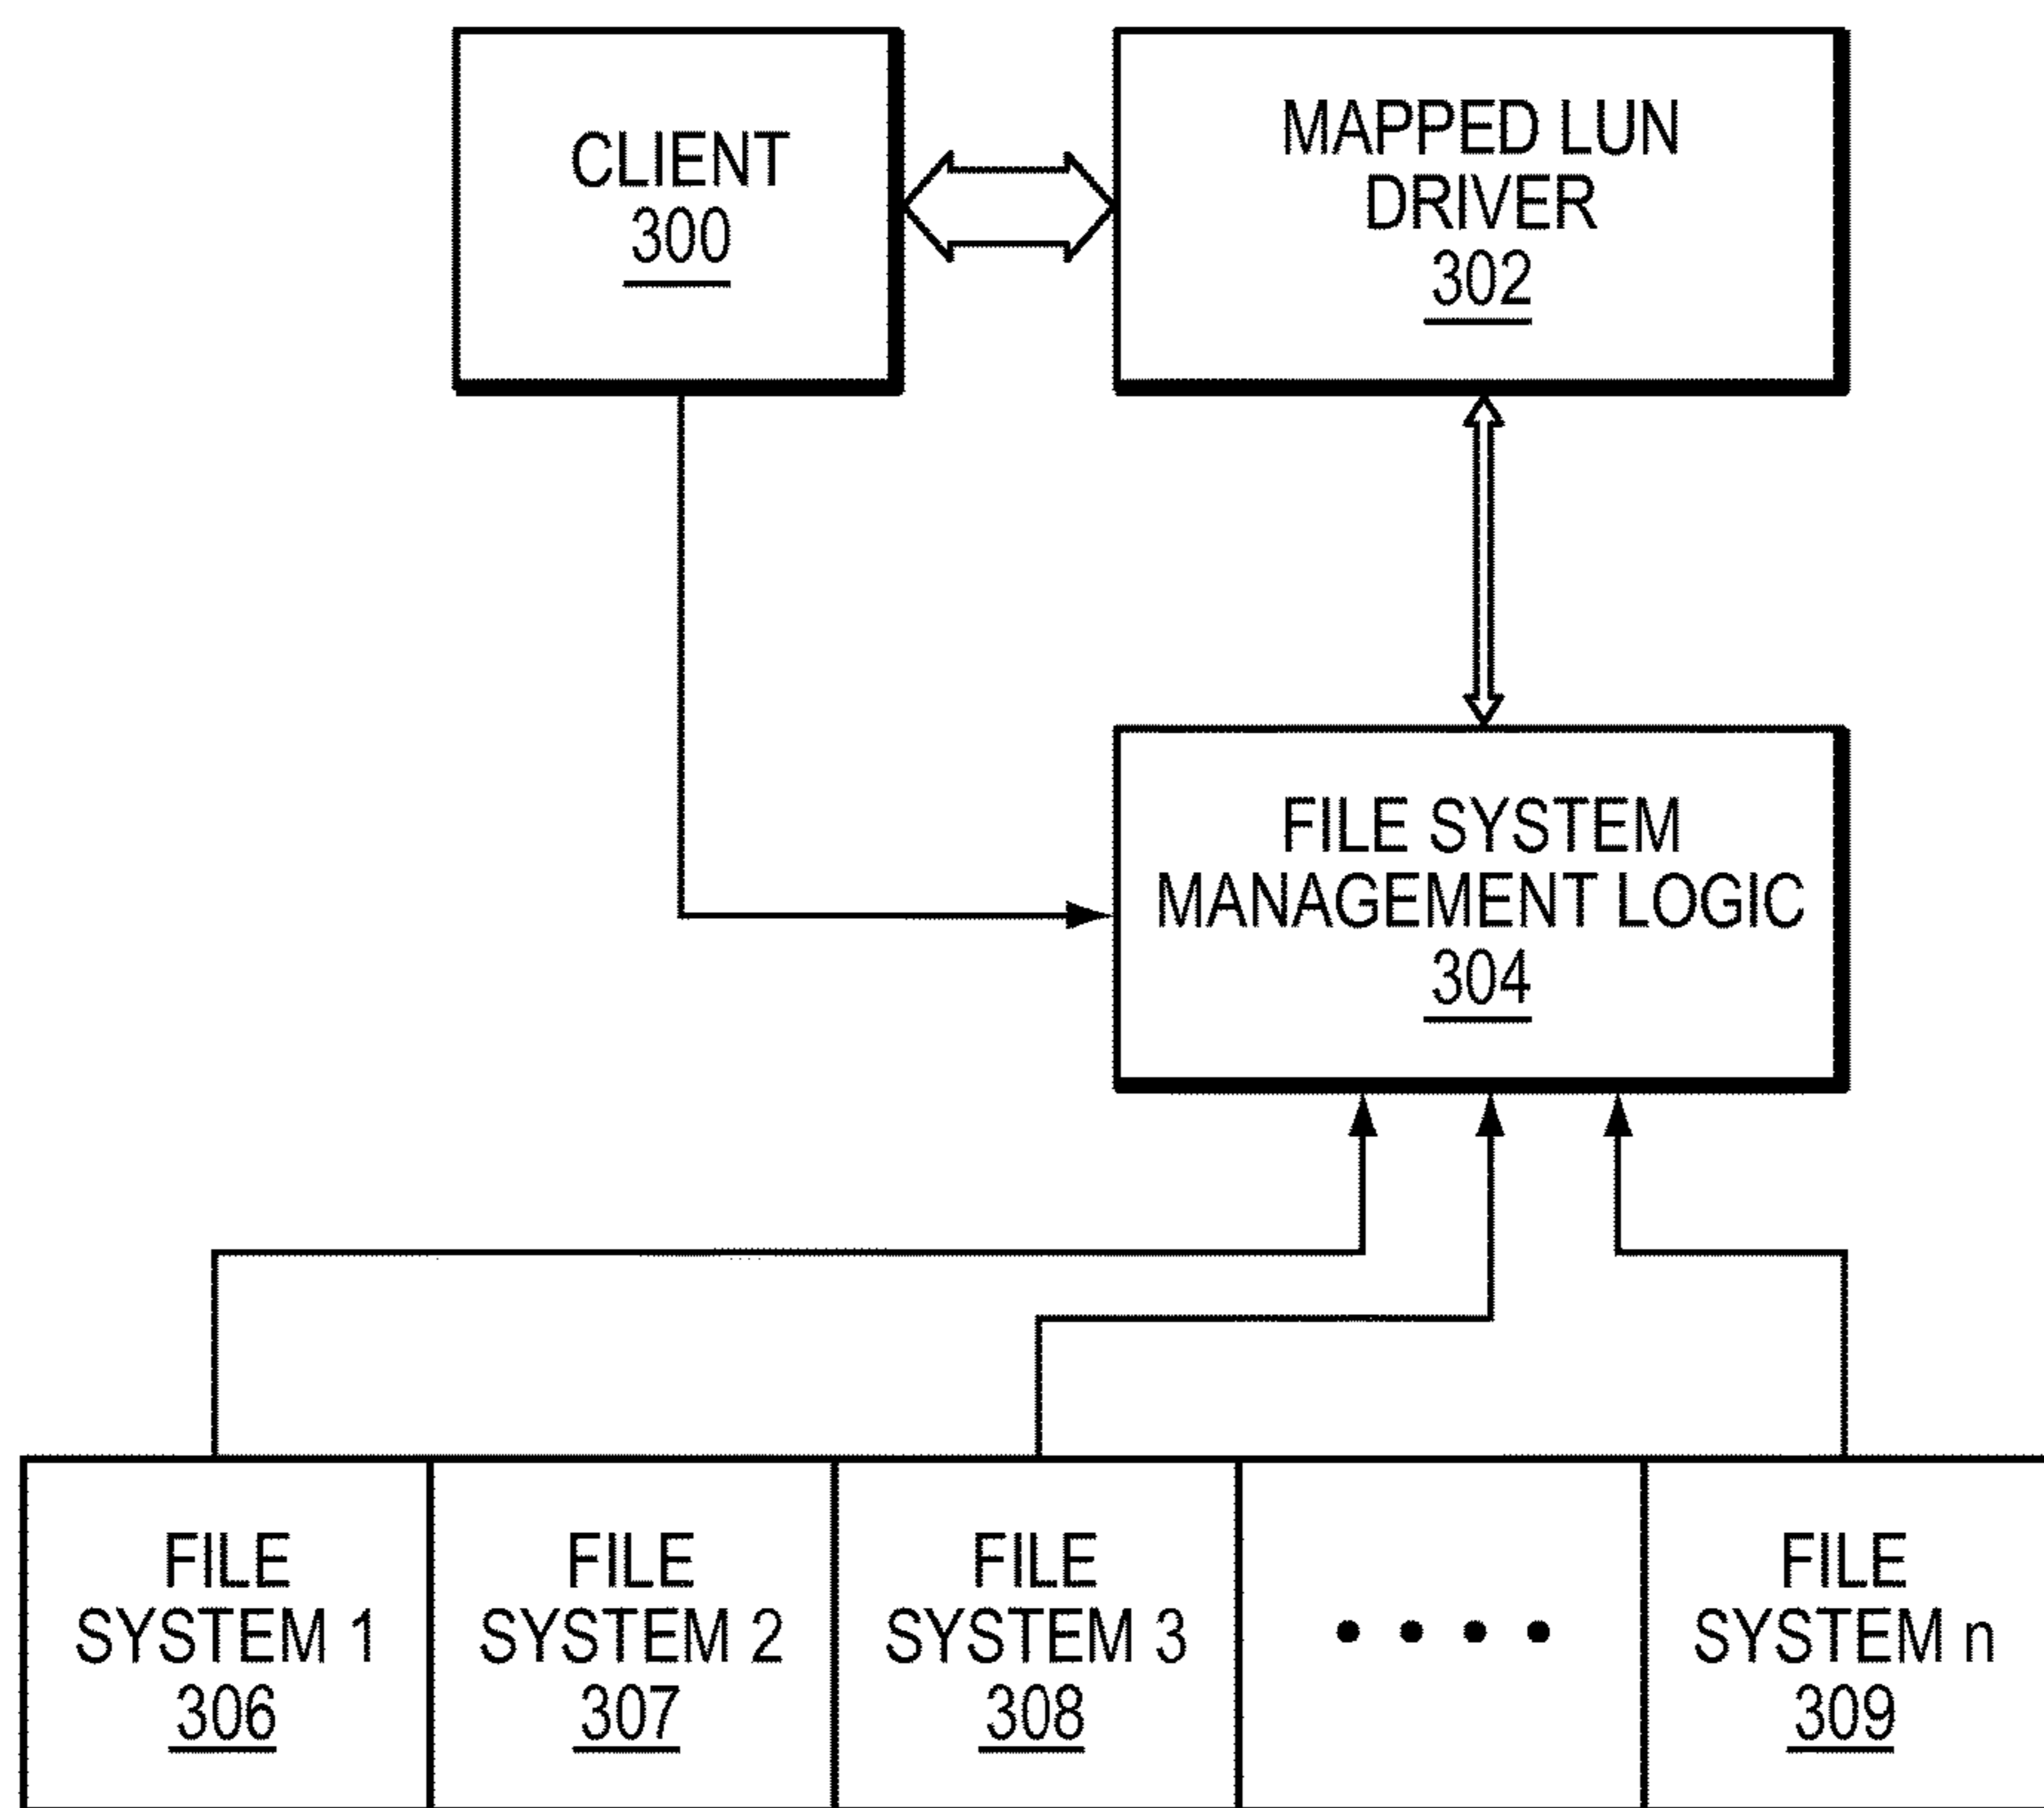 CLIENT
300
MAPPED LUN
DRIVER
302
FILE SYSTEM
MANAGEMENT LOGIC
304
FILE
SYSTEM 1
306
FILE
SYSTEM 2
307
FILE
SYSTEM 3
308
• • • •
FILE
SYSTEM n
309